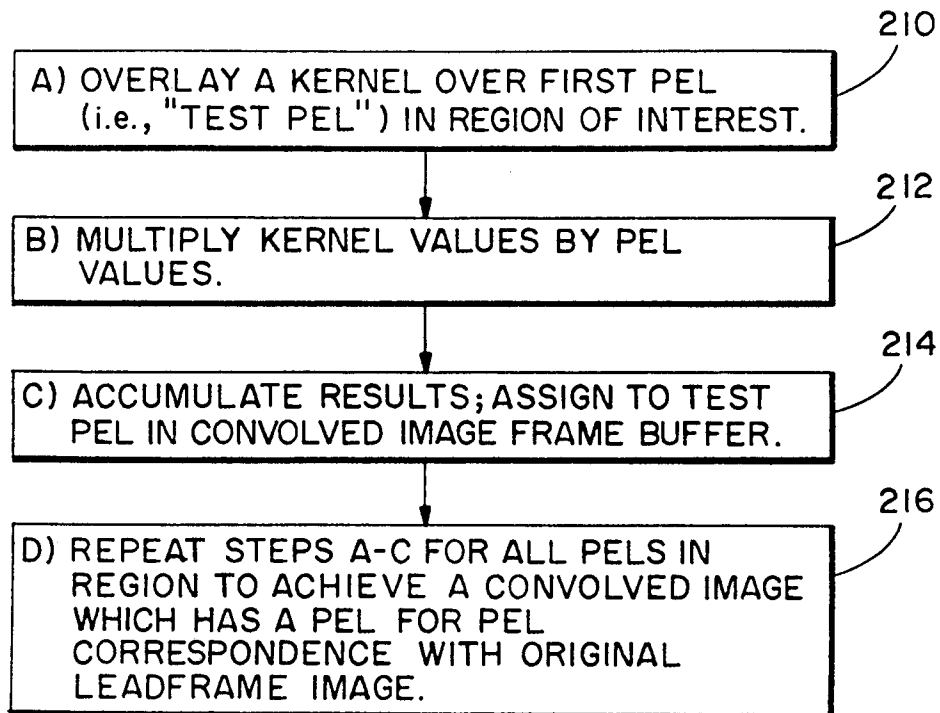 210
A) OVERLAY A KERNEL OVER FIRST PEL
(i.e., "TEST PEL") IN REGION OF INTEREST.
212
B) MULTIPLY KERNEL VALUES BY PEL
VALUES.
214
C) ACCUMULATE RESULTS; ASSIGN TO TEST
PEL IN CONVOLVED IMAGE FRAME BUFFER.
216
D) REPEAT STEPS A-C FOR ALL PELS IN
REGION TO ACHIEVE A CONVOLVED IMAGE
WHICH HAS A PEL FOR PEL
CORRESPONDENCE WITH ORIGINAL
LEADFRAME IMAGE.